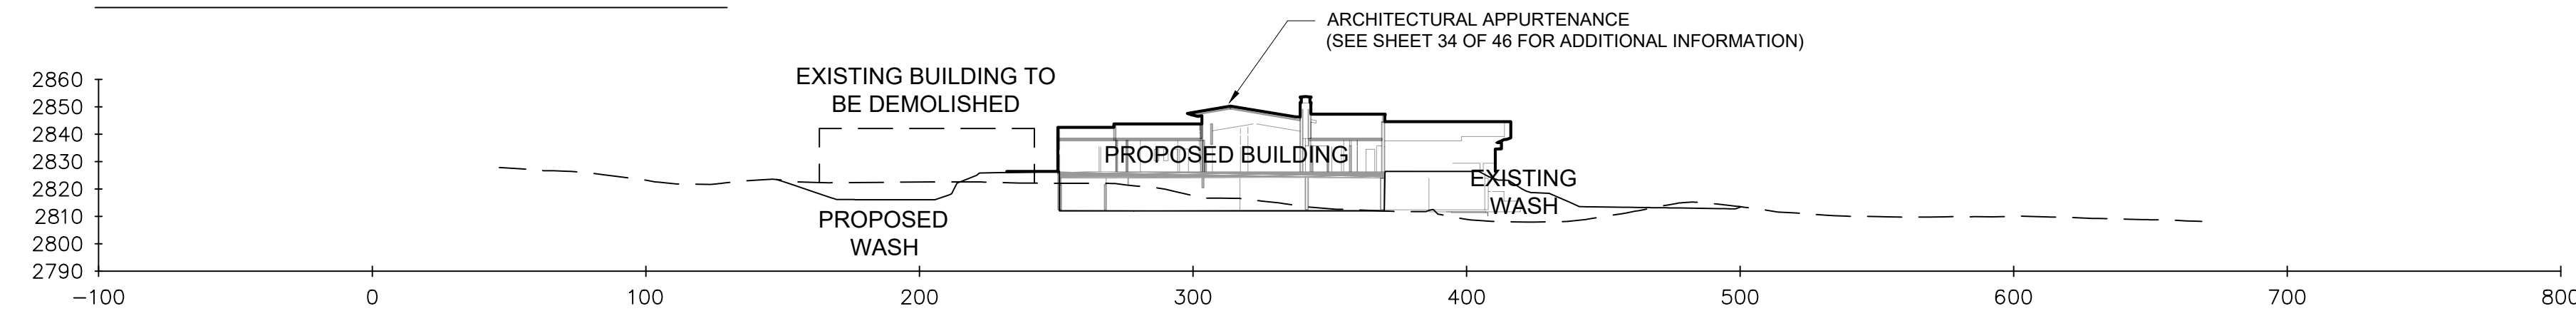 ARCHITECTURAL APPURTENANCE
(SEE SHEET 34 OF 46 FOR ADDITIONAL INFORMATION)
EXISTING BUILDING TO
BE DEMOLISHED
PROPOSED BUILDING
EXISTING
WASH
PROPOSED
WASH
2860
2850
2840
2830
2820
2810
2800
2790
-100 0 100 200 300 400 500 600 700 800